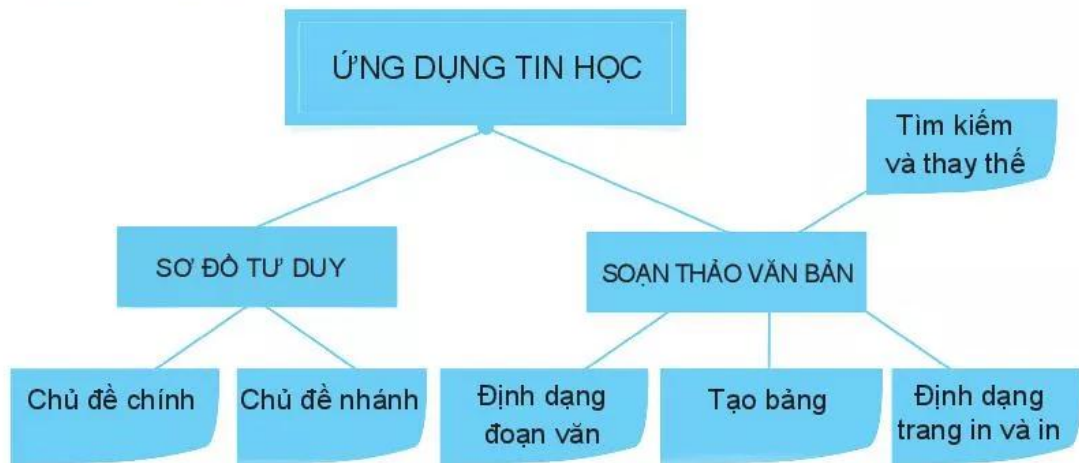 ỨNG DỤNG TIN HỌC
Tìm kiếm
và thay thế
SƠ ĐỒ TƯ DUY
SOẠN THẢO VĂN BẢN
Chủ đề chính
Chủ đề nhánh
Định dạng
đoạn văn
Tạo bảng
Định dạng
trang in và in